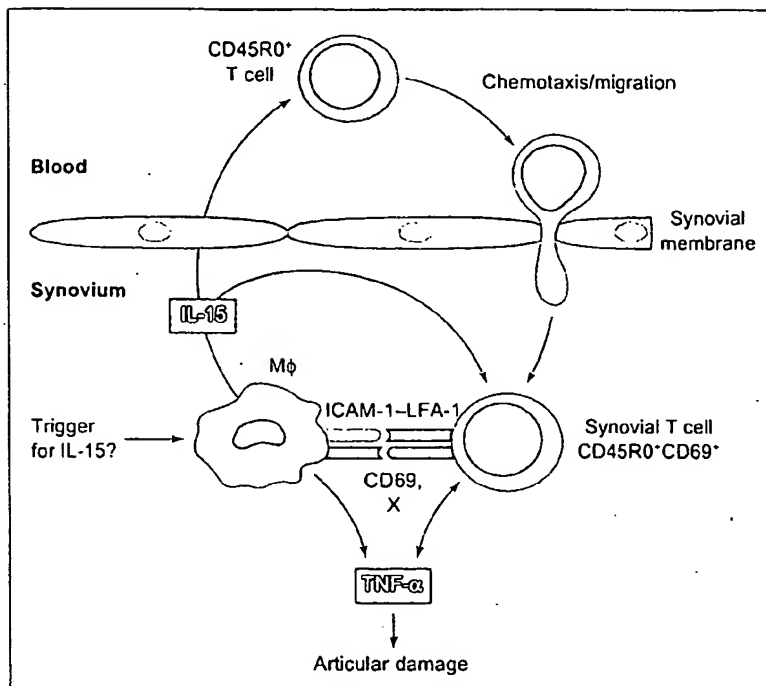 CD45R0⁺
T cell
Chemotaxis/migration
Blood
Synovial
membrane
Synovium
IL-15
Mϕ
ICAM-1–LFA-1
Trigger
for IL-15?
Synovial T cell
CD45R0⁺CD69⁺
CD69,
X
TNF-α
Articular damage